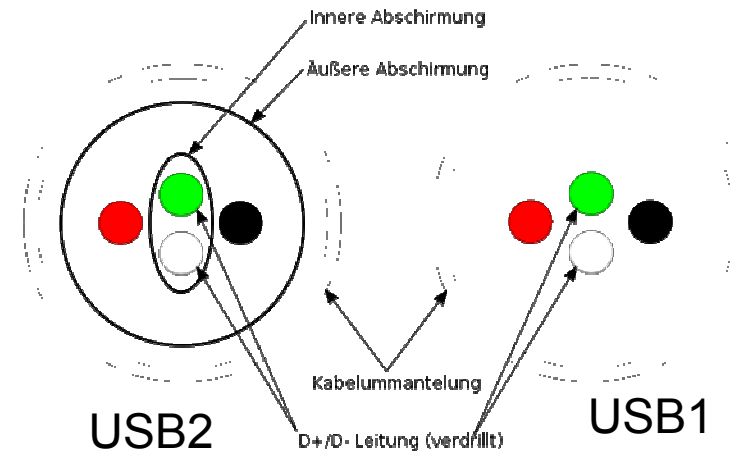 Innere Abschirmung
Äußere Abschirmung
Kabelummantelung
USB2
USB1
D+/D- Leitung (verdrillt)